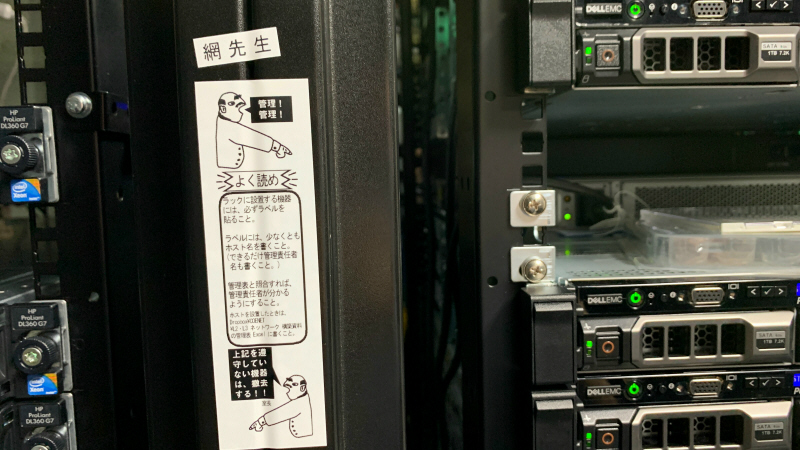 網先生
管理！
管理！
よく読め
ラックに設置する機器
には、必ずラベルを
貼ること。
ラベルには、少なくとも
ホスト名を書くこと。
（できるだけ管理責任者
名も書くこと。）
管理表と照合すれば、
管理責任者が分かる
ようにすること。
ホストを設置したときは、
ネットワーク 構築資料
の管理表 Excel に書くこと。
上記を遵
守してい
ない機器
は、撤去
する！！
HP
ProLiant
DL360 G7
intel
Xeon
HP
ProLiant
DL360 G7
intel
Xeon
HP
ProLiant
DL360 G7
DELLEMC
SATA
1TB 7.2K
DELLEMC
SATA
1TB 7.2K
DELLEMC
SATA
1TB 7.2K